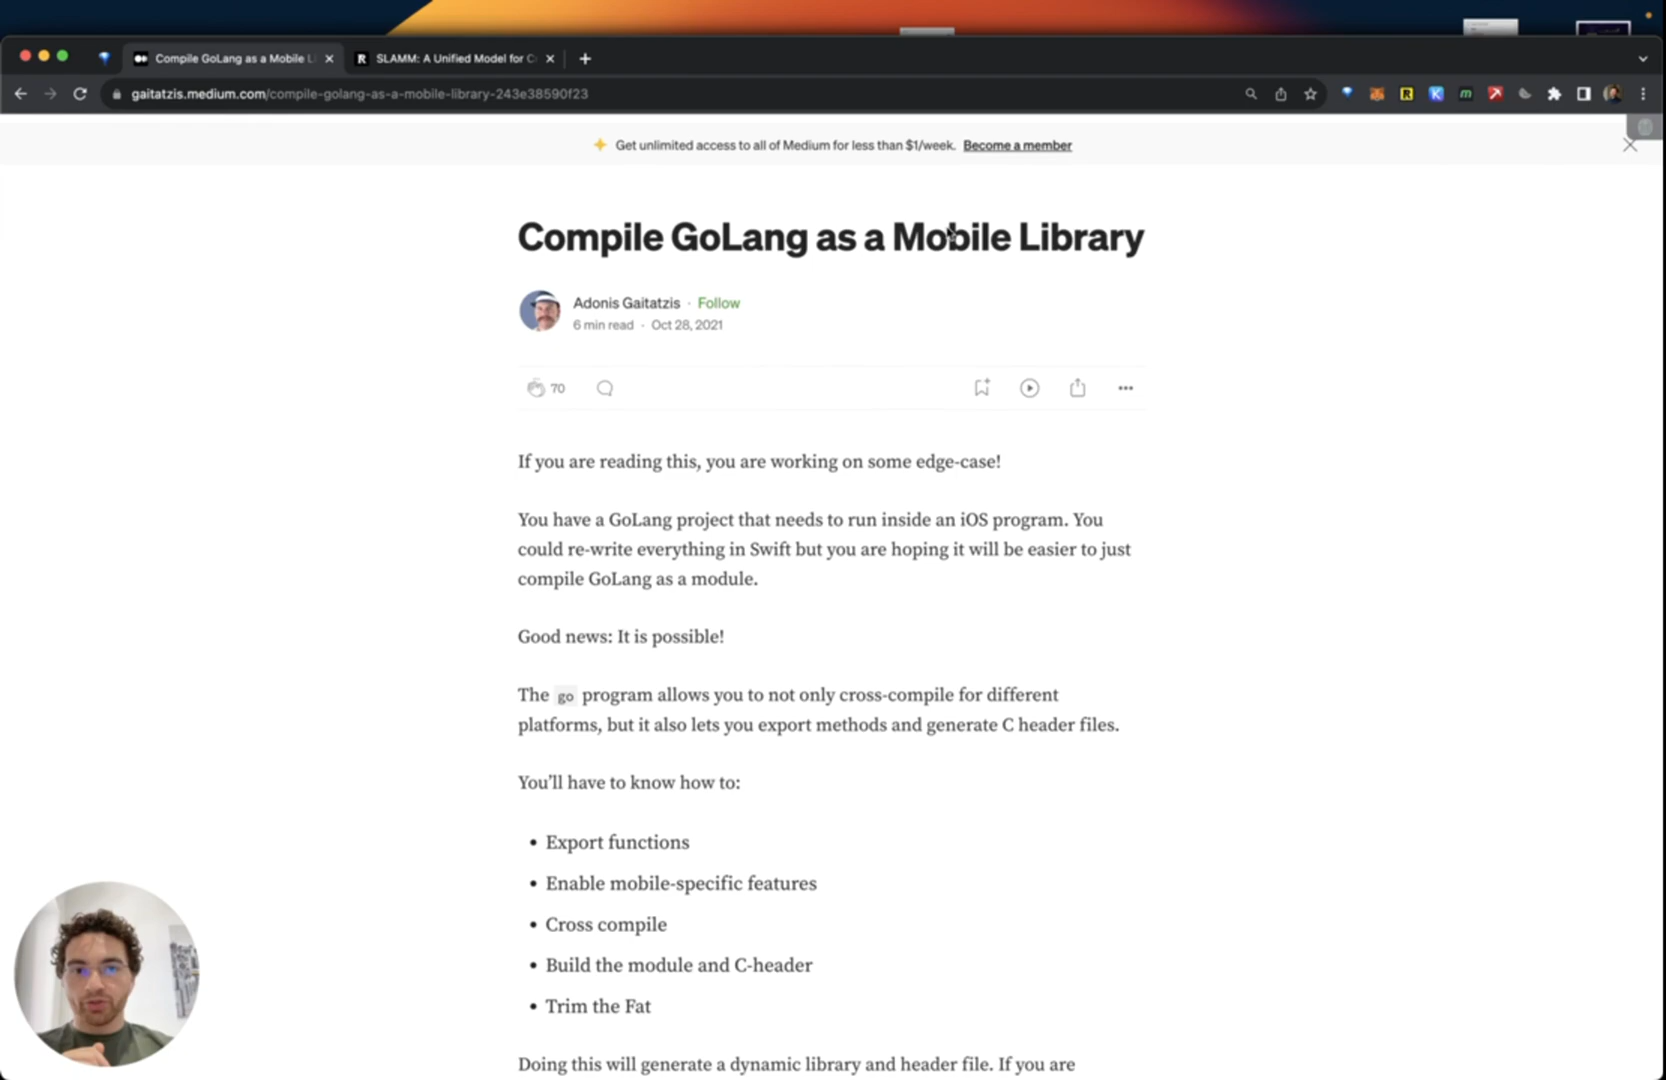 Compile GoLang as a Mobile L
SLAMM: A Unified Model for C
gaitatzis.medium.com/compile-golang-as-a-mobile-library-243e38590f23
Get unlimited access to all of Medium for less than $1/week. Become a member
Compile GoLang as a Mobile Library
Adonis Gaitatzis · Follow
6 min read · Oct 28, 2021
70
If you are reading this, you are working on some edge-case!
You have a GoLang project that needs to run inside an iOS program. You
could re-write everything in Swift but you are hoping it will be easier to just
compile GoLang as a module.
Good news: It is possible!
The go program allows you to not only cross-compile for different
platforms, but it also lets you export methods and generate C header files.
You’ll have to know how to:
• Export functions
• Enable mobile-specific features
• Cross compile
• Build the module and C-header
• Trim the Fat
Doing this will generate a dynamic library and header file. If you are